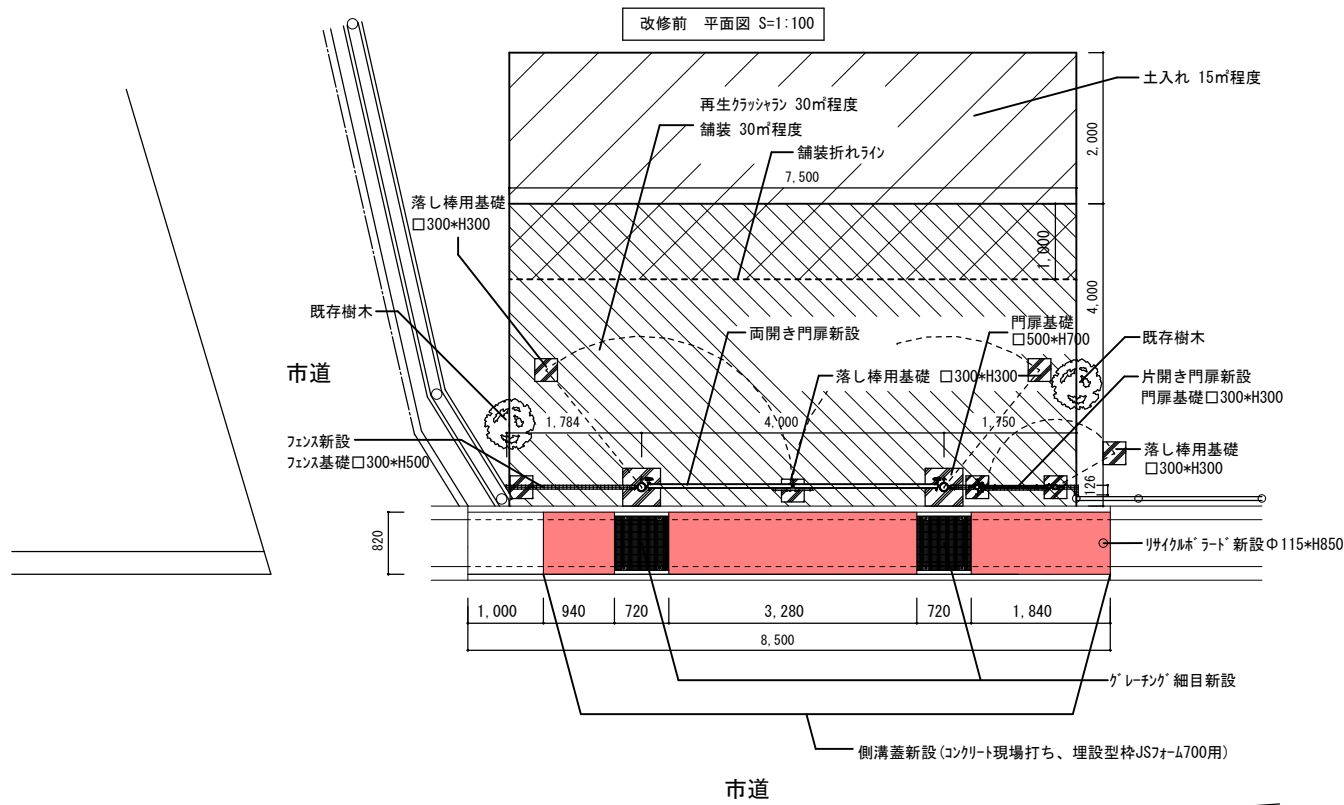 改修前 平面図 S=1:100
土入れ 15㎡程度
再生クラッシャラン 30㎡程度
舗装 30㎡程度
舗装折れライン
7,500
2,000
落し棒用基礎
□300*H300
1,000
4,000
既存樹木
両開き門扉新設
門扉基礎
□500*H700
既存樹木
市道
落し棒用基礎 □300*H300
片開き門扉新設
門扉基礎□300*H300
1,784
4,000
1,750
フェンス新設
フェンス基礎□300*H500
落し棒用基礎
□300*H300
126
820
リサイクルボラード新設Φ115*H850
1,000
940
720
3,280
720
1,840
8,500
グレーチング細目新設
側溝蓋新設(コンクリート現場打ち、埋設型枠JSフォーム700用)
市道